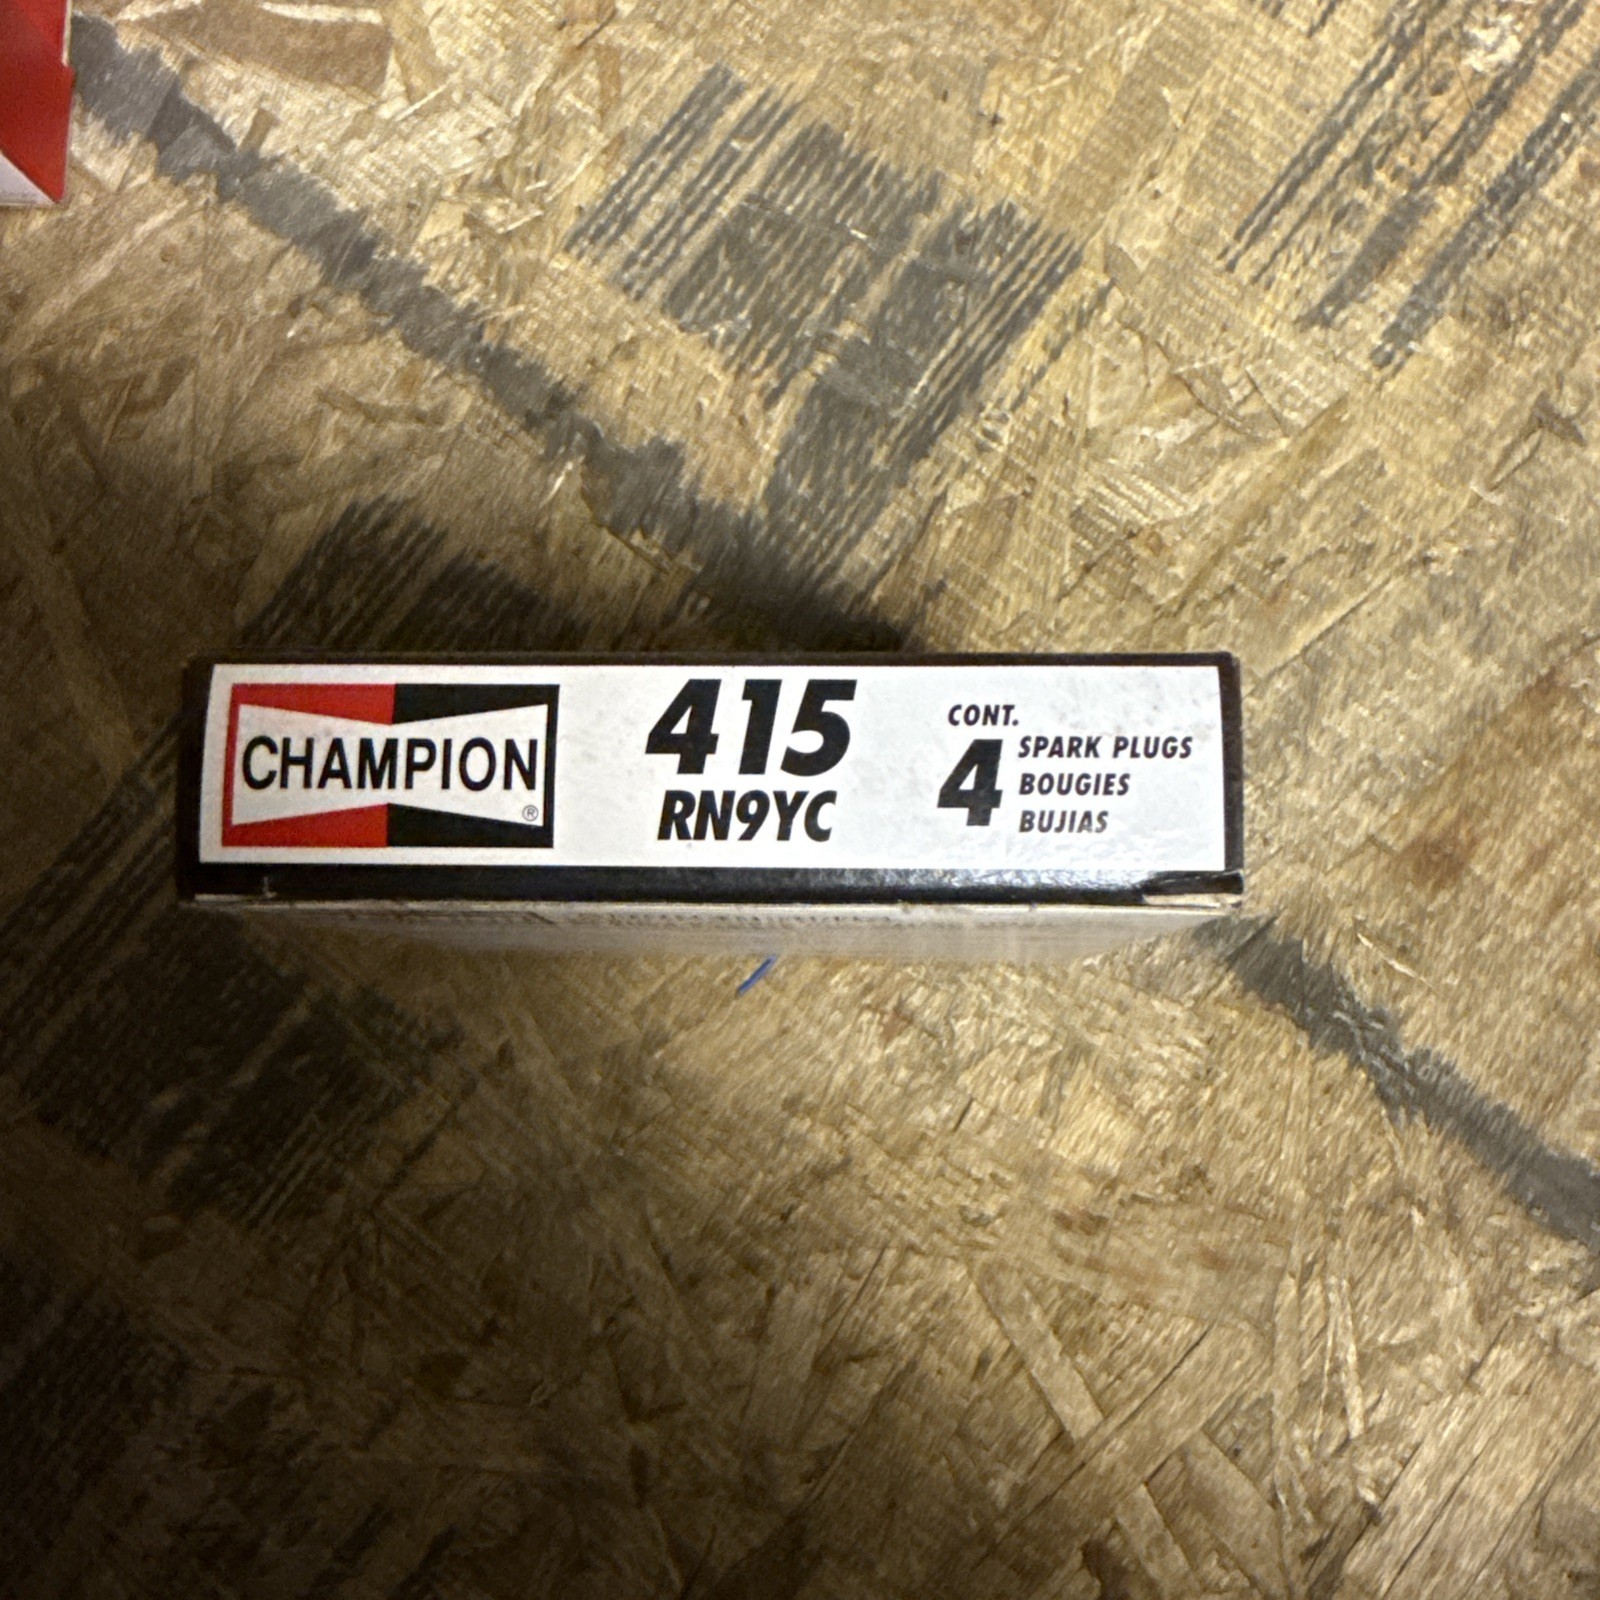 CHAMPION
®
415
RN9YC
CONT.
4
SPARK PLUGS
BOUGIES
BUJIAS